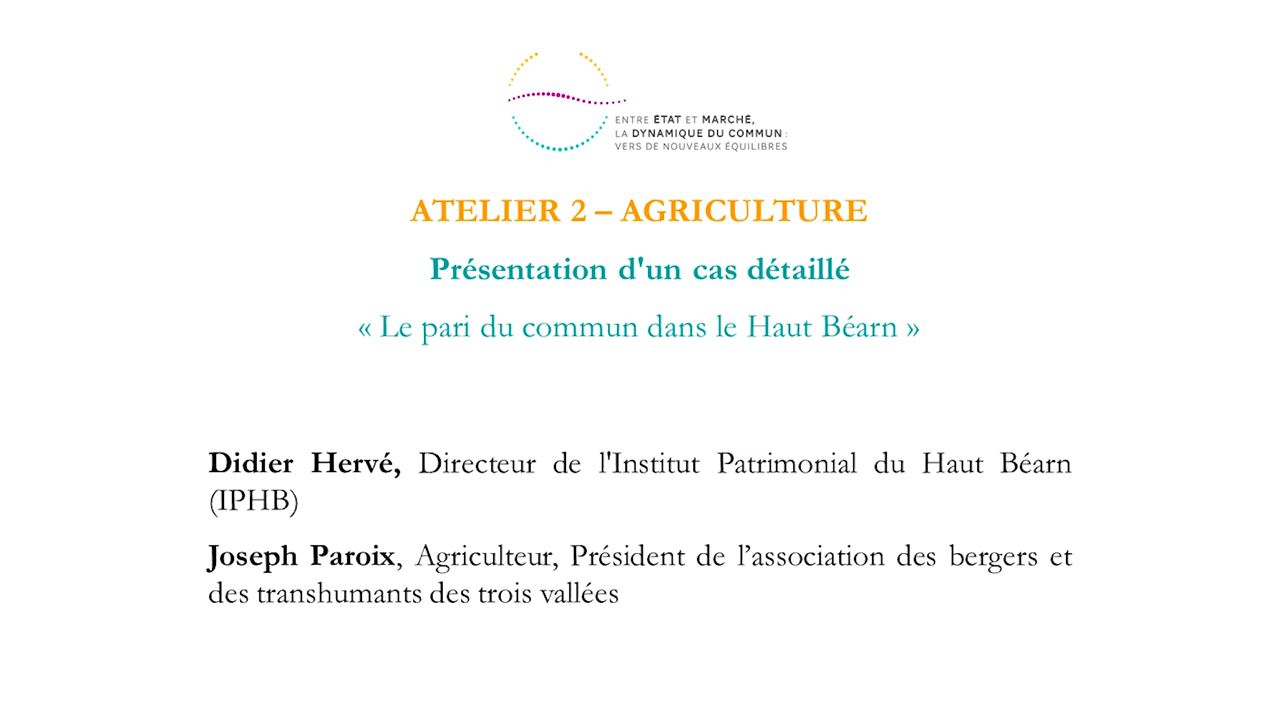 ENTRE ÉTAT ET MARCHÉ,
LA DYNAMIQUE DU COMMUN :
VERS DE NOUVEAUX ÉQUILIBRES
ATELIER 2 – AGRICULTURE
Présentation d'un cas détaillé
« Le pari du commun dans le Haut Béarn »
Didier Hervé, Directeur de l'Institut Patrimonial du Haut Béarn
(IPHB)
Joseph Paroix, Agriculteur, Président de l’association des bergers et
des transhumants des trois vallées